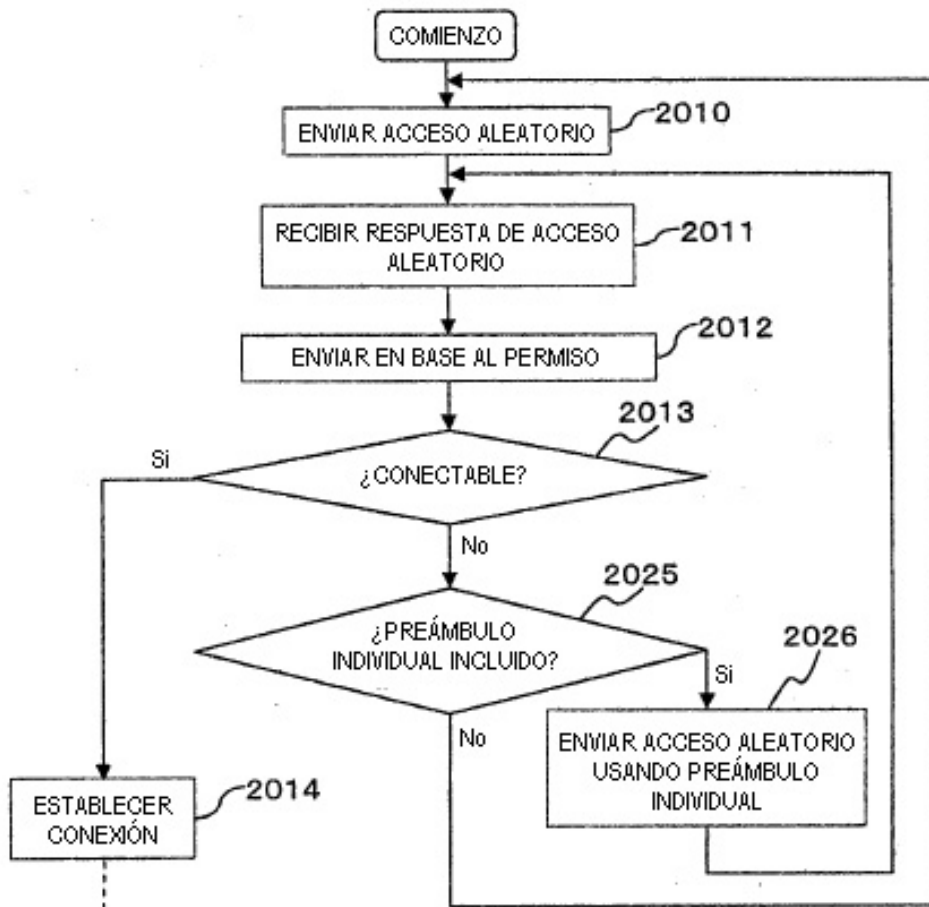 COMIENZO
2010
ENVIAR ACCESO ALEATORIO
RECIBIR RESPUESTA DE ACCESO
ALEATORIO
2011
2012
ENVIAR EN BASE AL PERMISO
2013
Si
¿CONECTABLE?
No
2025
¿PREÁMBULO
INDIVIDUAL INCLUIDO?
2026
Si
No
ENVIAR ACCESO ALEATORIO
USANDO PREÁMBULO
INDIVIDUAL
2014
ESTABLECER
CONEXIÓN